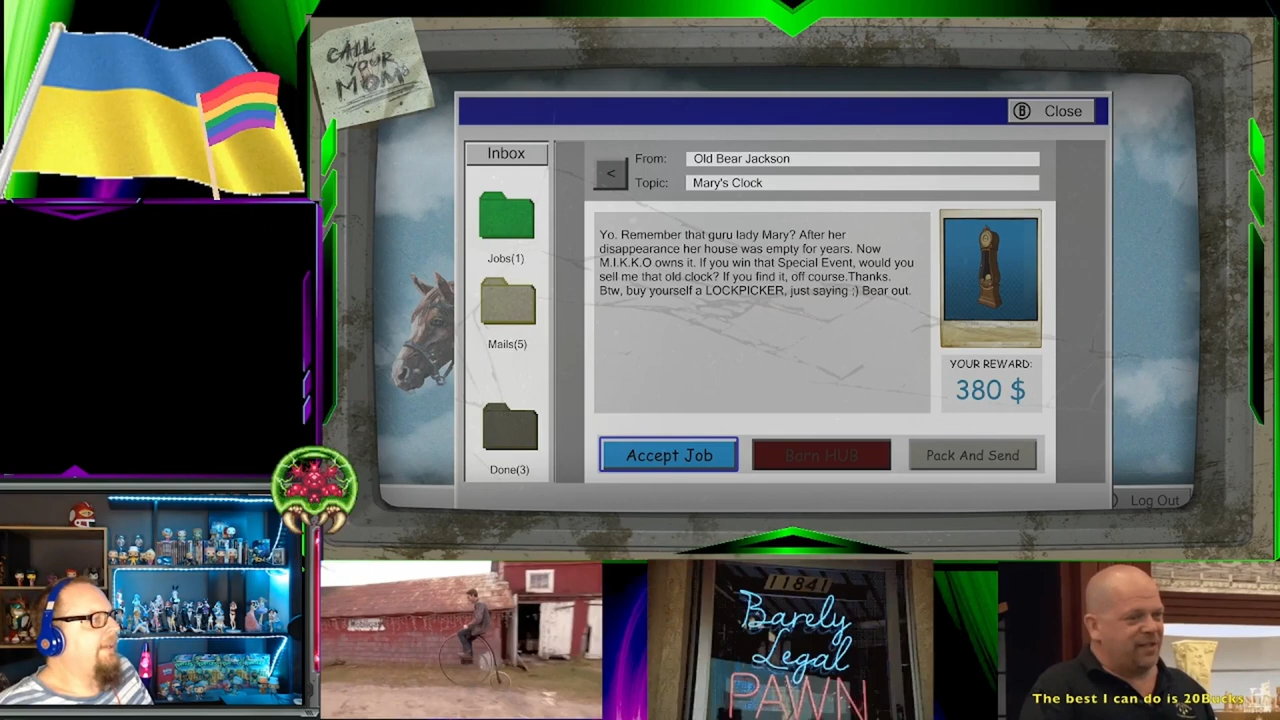 CALL
YOUR
MOM
B Close
Inbox
Jobs(1)
Mails(5)
Done(3)
<
From: Old Bear Jackson
Topic: Mary's Clock
Yo. Remember that guru lady Mary? After her
disappearance her house was empty for years. Now
M.I.K.K.O owns it. If you win that Special Event, would you
sell me that old clock? If you find it, off course.Thanks.
Btw, buy yourself a LOCKPICKER, just saying :) Bear out.
YOUR REWARD:
380 $
Accept Job
Barn HUB
Pack And Send
Log Out
11841
Barely
Legal
PAWN
The best I can do is 20Bucks